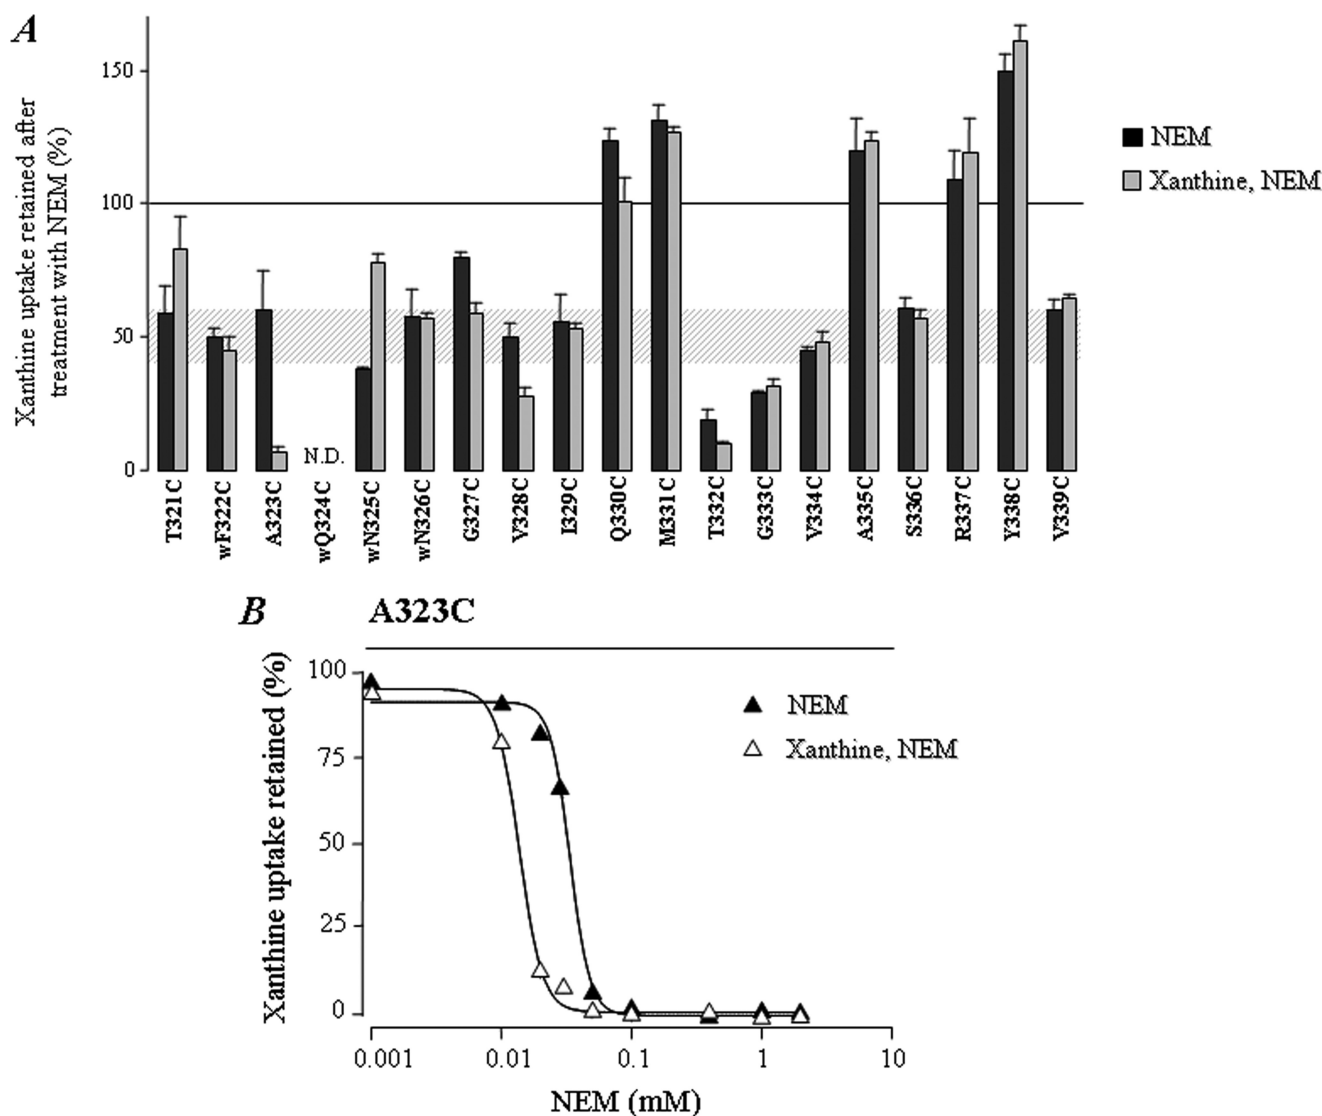 A
Xanthine uptake retained after
treatment with NEM (%)
150
100
50
0
N.D.
T321C
wF322C
A323C
wQ324C
wN325C
wN326C
G327C
V328C
I329C
Q330C
M331C
T332C
G333C
V334C
A335C
S336C
R337C
Y338C
V339C
NEM
Xanthine, NEM
B
A323C
Xanthine uptake retained (%)
100
75
50
25
0
NEM
Xanthine, NEM
0.001
0.01
0.1
1
10
NEM (mM)